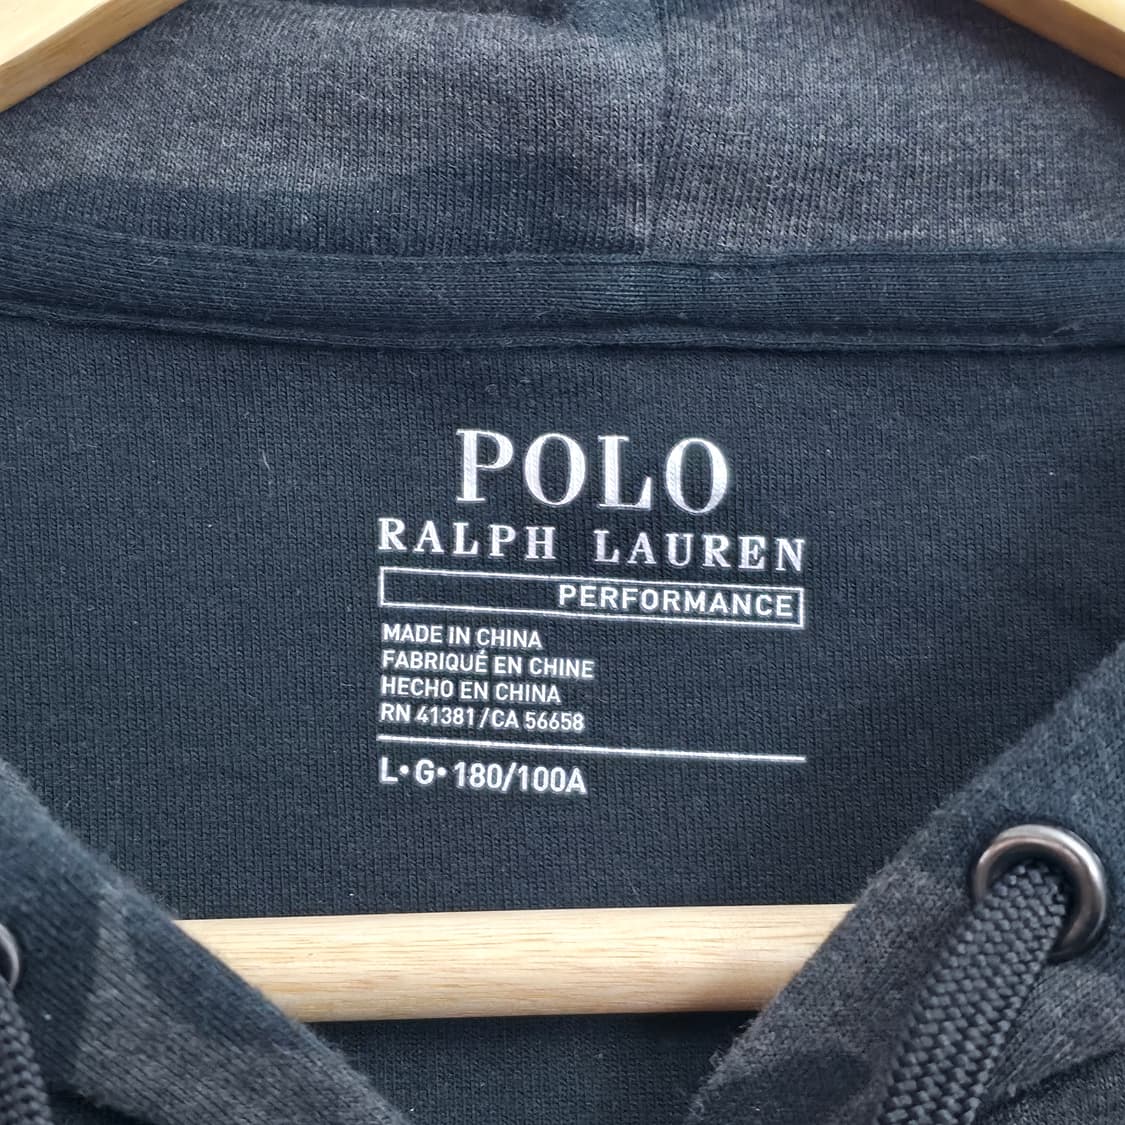 POLO
RALPH LAUREN
PERFORMANCE
MADE IN CHINA
FABRIQUÉ EN CHINE
HECHO EN CHINA
RN 41381/CA 56658
L•G•180/100A